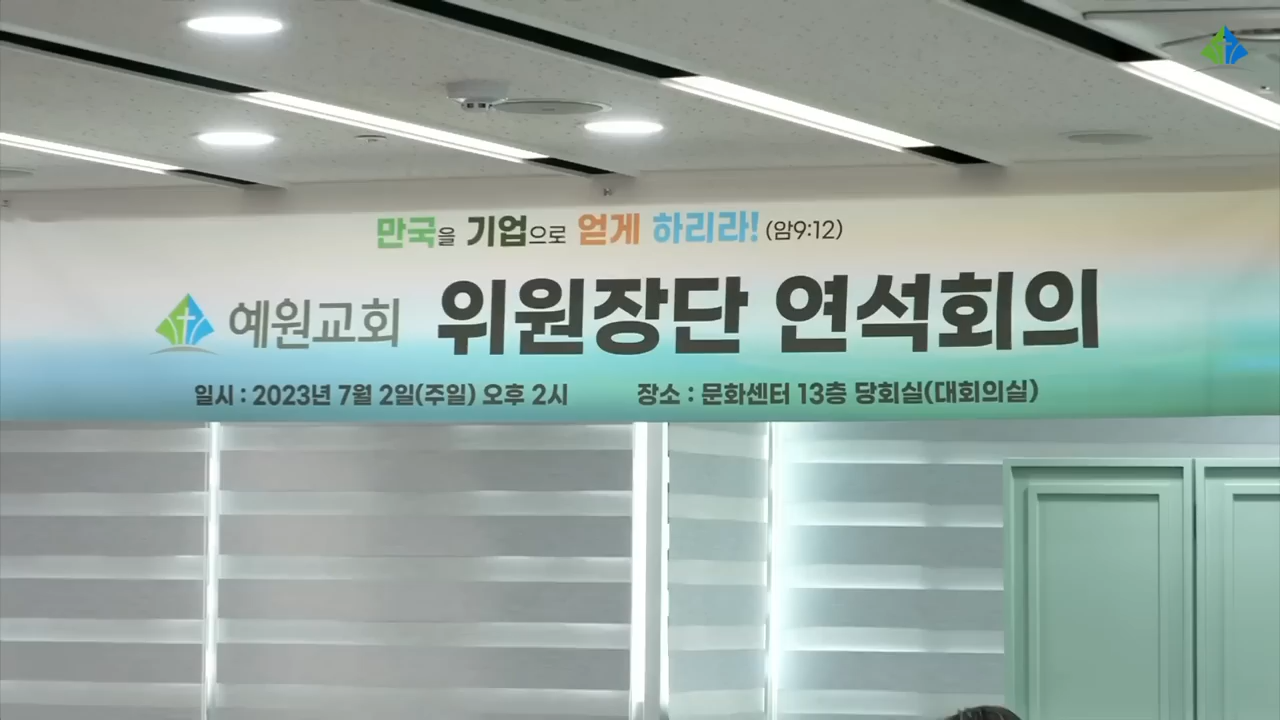 만국을 기업으로 얻게 하리라! (암9:12)
예원교회 위원장단 연석회의
일시 : 2023년 7월 2일(주일) 오후 2시 장소 : 문화센터 13층 당회실(대회의실)